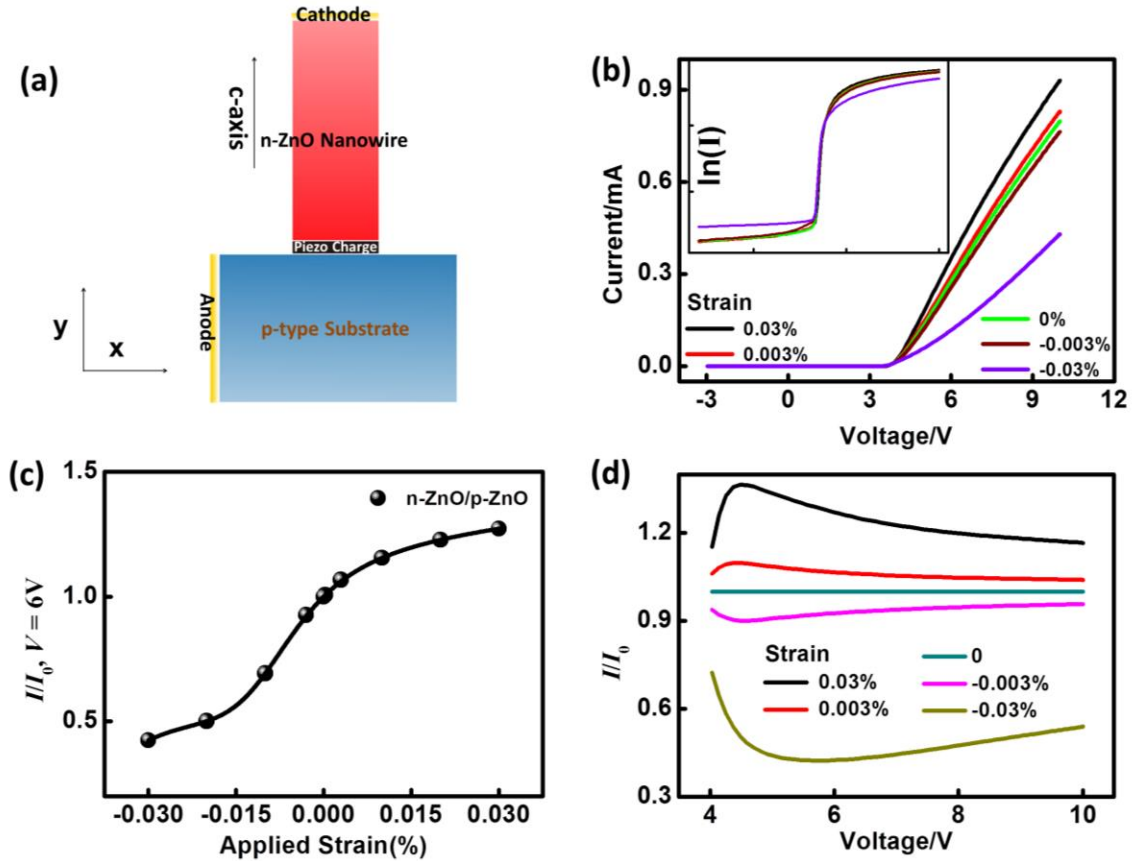 (a)
Cathode
c-axis
n-ZnO Nanowire
Piezo Charge
Anode
p-type Substrate
y
x
(b)
Current/mA
0.9
0.6
0.3
0.0
ln(I)
Strain
0.03%
0.003%
0%
-0.003%
-0.03%
-3 0 3 6 9 12
Voltage/V
(c)
I/I₀, V = 6V
1.5
1.0
0.5
n-ZnO/p-ZnO
-0.030 -0.015 0.000 0.015 0.030
Applied Strain(%)
(d)
I/I₀
1.2
0.9
0.6
0.3
Strain
0.03%
0.003%
0
-0.003%
-0.03%
4 6 8 10
Voltage/V